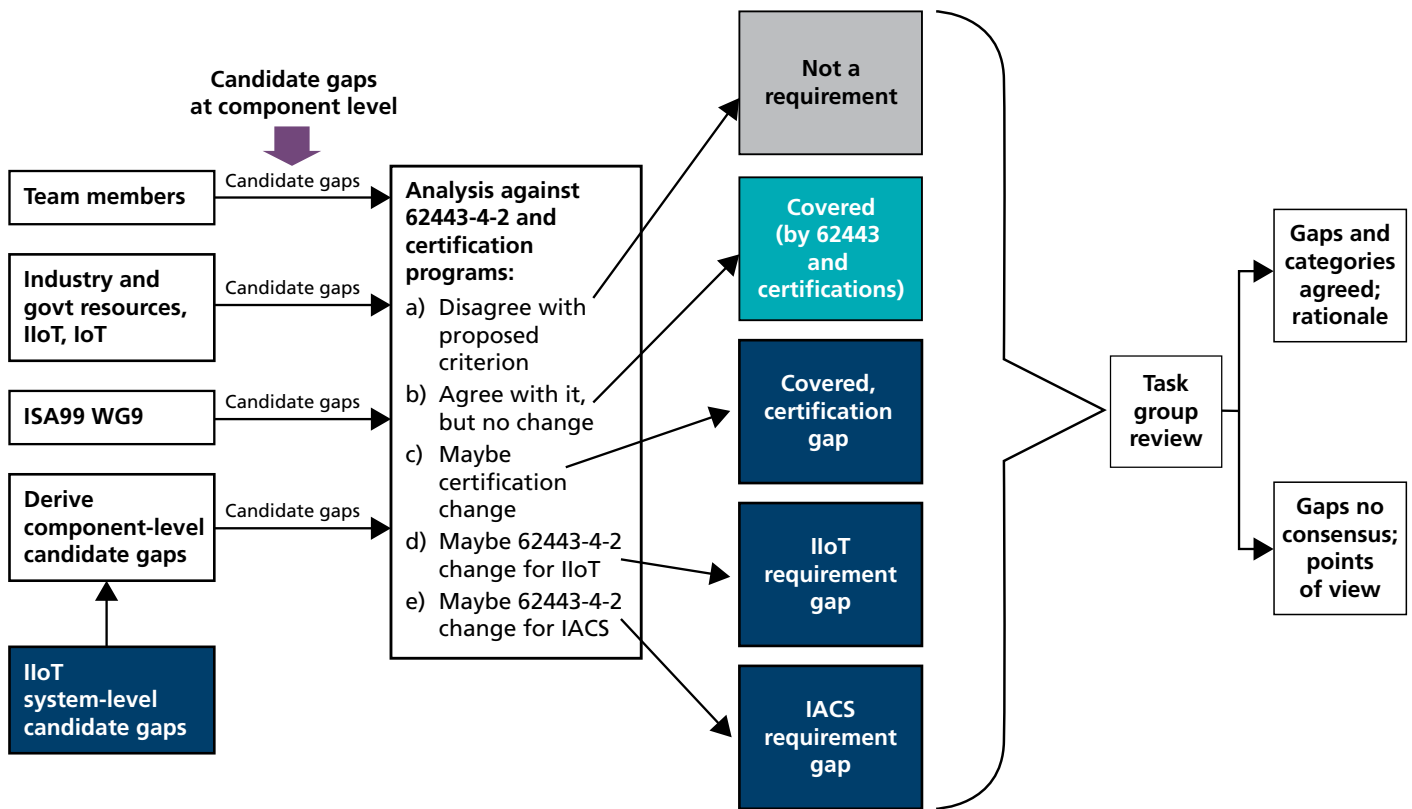 Candidate gaps
at component level
Team members
Candidate gaps
Industry and
govt resources,
IIoT, IoT
Candidate gaps
ISA99 WG9
Candidate gaps
Derive
component-level
candidate gaps
Candidate gaps
IIoT
system-level
candidate gaps
Analysis against
62443-4-2 and
certification
programs:
a) Disagree with
proposed
criterion
b) Agree with it,
but no change
c) Maybe
certification
change
d) Maybe 62443-4-2
change for IIoT
e) Maybe 62443-4-2
change for IACS
Not a
requirement
Covered
(by 62443
and
certifications)
Covered,
certification
gap
IIoT
requirement
gap
IACS
requirement
gap
Task
group
review
Gaps and
categories
agreed;
rationale
Gaps no
consensus;
points
of view